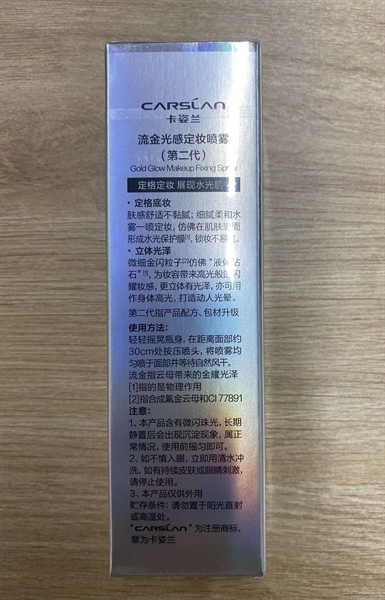 CARSLAN
卡姿兰
流金光感定妆喷雾
（第二代）
Gold Glow Makeup Fixing Spray
定格定妆 展现水光肌
· 定格底妆
肤感舒适不黏腻；细腻柔和水
雾一喷定妆，仿佛在肌肤表面
形成水光保护膜[1]，锁妆不易
· 立体光泽
微细金闪粒子[2]仿佛“液体钻
石”[1]，为妆容带来高光般的闪
耀妆感，更立体有光泽，亦可用
作身体高光，打造动人光晕。
第二代指产品配方、包材升级
使用方法：
轻轻摇晃瓶身，在距离面部约
30cm处按压喷头，将喷雾均
匀喷于面部并等待自然风干。
流金指云母带来的金耀光泽
[1]指的是物理作用
[2]指合成氟金云母和CI 77891
注意：
1、本产品含有微闪珠光，长期
静置后会出现沉淀现象，属正
常情况，使用前摇匀即可。
2、如不慎入眼，立即用清水冲
洗，如有持续皮肤或眼睛刺激，
请停止使用。
3、本产品仅供外用
贮存条件：请勿置于阳光直射
或高温处。
“CARSLAN”为注册商标，
意为卡姿兰